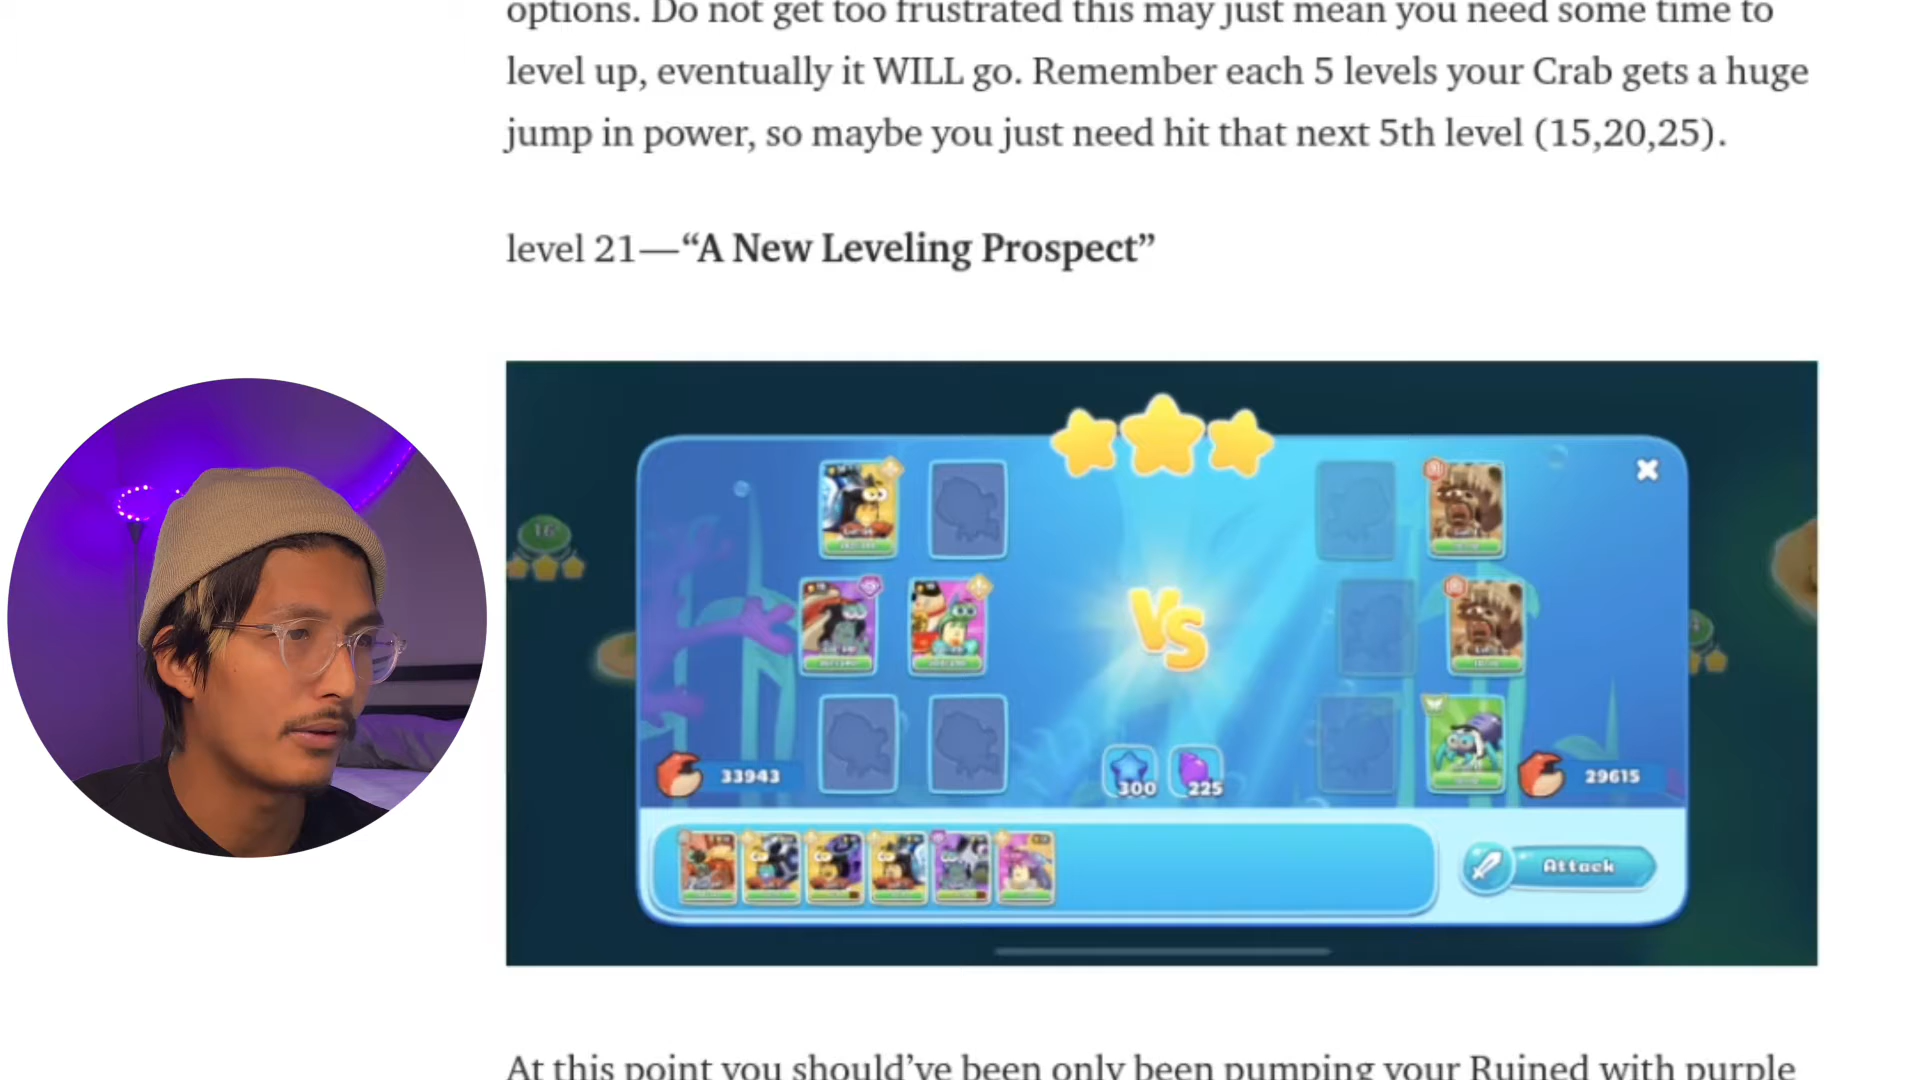 options. Do not get too frustrated this may just mean you need some time to
level up, eventually it WILL go. Remember each 5 levels your Crab gets a huge
jump in power, so maybe you just need hit that next 5th level (15,20,25).
level 21—“A New Leveling Prospect”
16
VS
33943
300
225
29615
Attack
At this point you should’ve been only been pumping your Ruined with purple